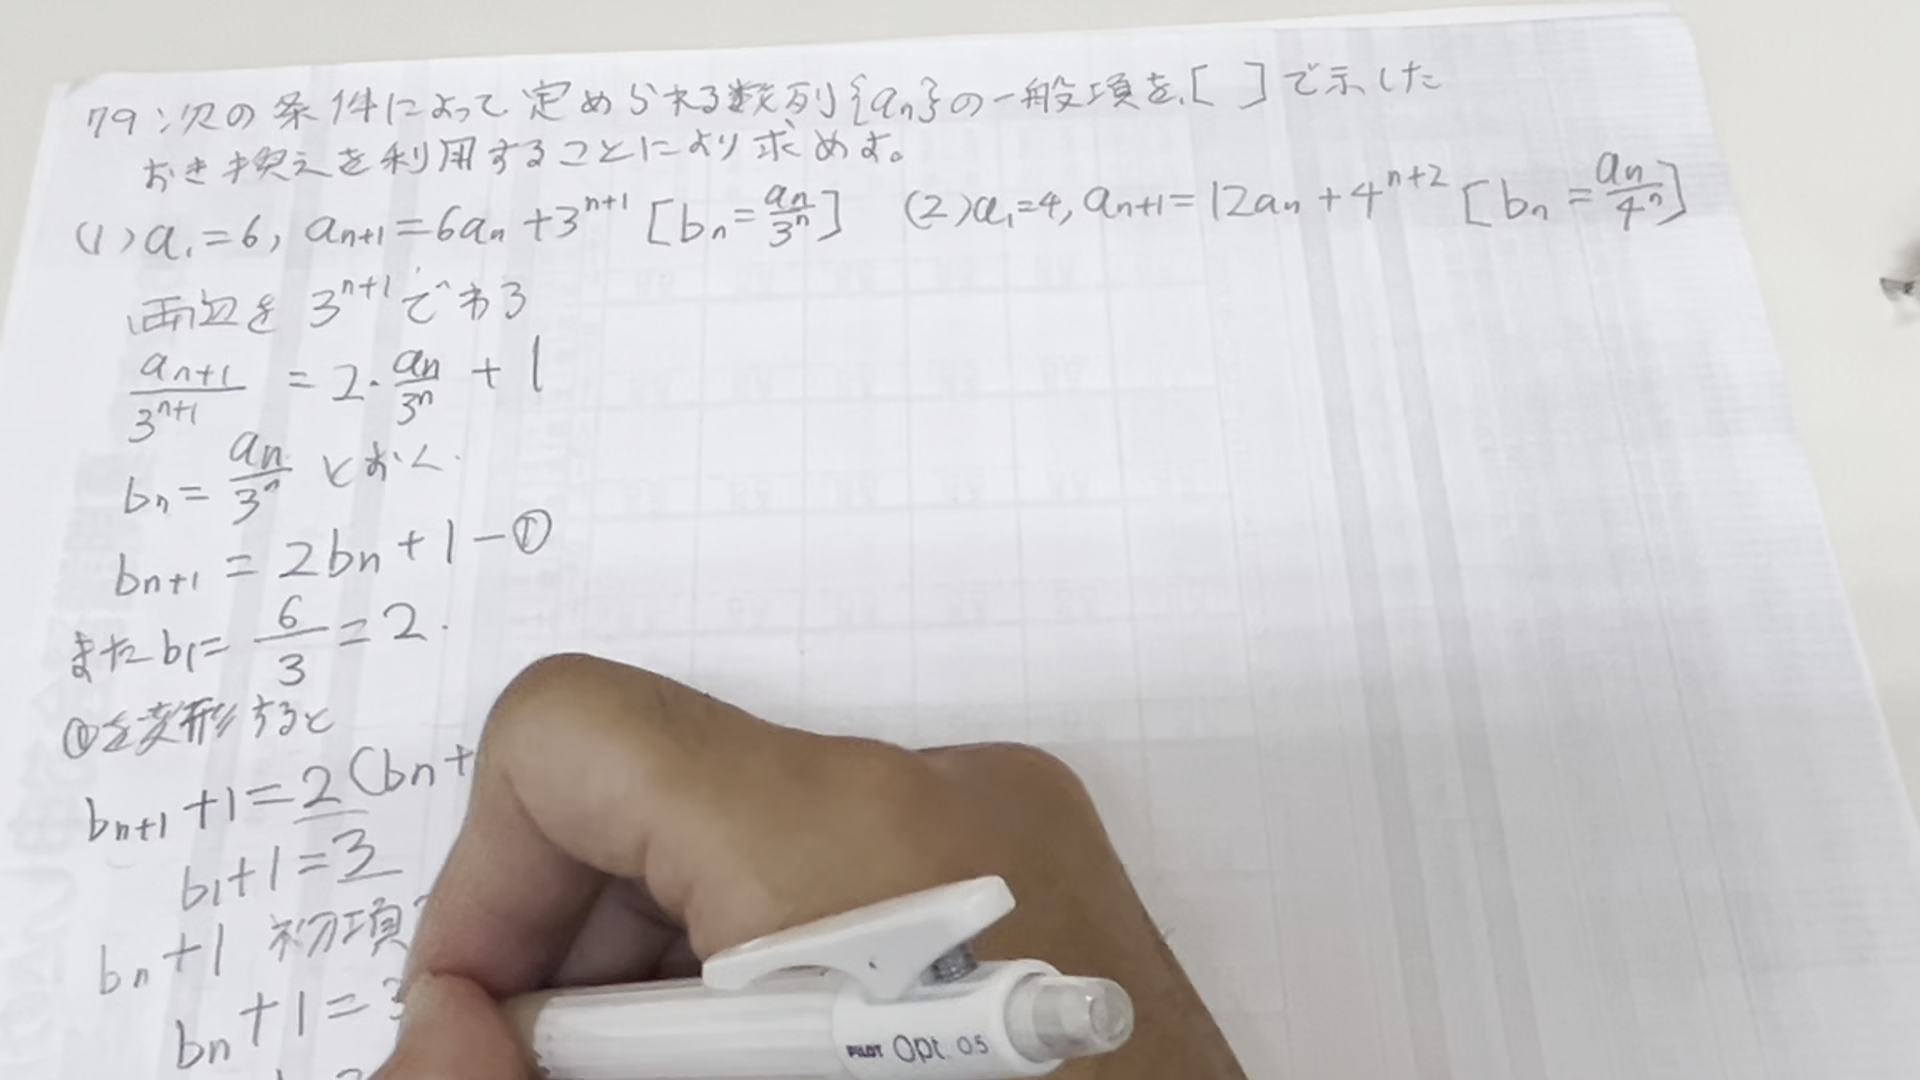 79:次の条件によって定められる数列{an}の一般項を、[ ]で示した
おき換えを利用することにより求めよ。
(1) a₁=6, aₙ₊₁=6aₙ+3ⁿ⁺¹ [bₙ=aₙ/3ⁿ] (2) a₁=4, aₙ₊₁=12aₙ+4ⁿ⁺² [bₙ=aₙ/4ⁿ]
両辺を 3ⁿ⁺¹でわる
aₙ₊₁/3ⁿ⁺¹ = 2・aₙ/3ⁿ + 1
bₙ = aₙ/3ⁿ とおく.
bₙ₊₁ = 2bₙ + 1 - ①
また b₁ = 6/3 = 2.
①を変形すると
bₙ₊₁ + 1 = 2(bₙ +
b₁ + 1 = 3
bₙ + 1 初項
bₙ + 1 = 3
PILOT Opt. 0.5